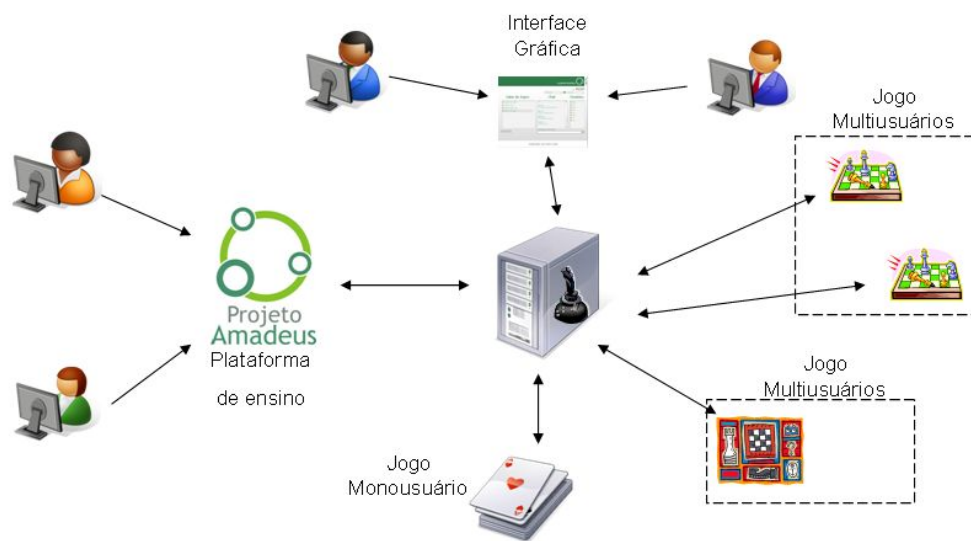 Interface
Gráfica
Jogo
Multiusuários
Projeto
Amadeus
Plataforma
de ensino
Jogo
Multiusuários
Jogo
Monousuário